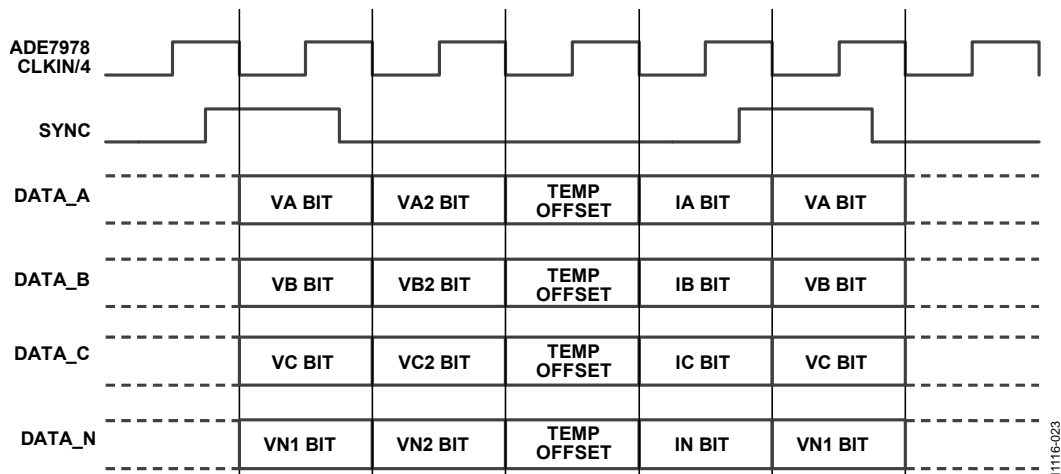 ADE7978
CLKIN/4
SYNC
DATA_A
VA BIT
VA2 BIT
TEMP
OFFSET
IA BIT
VA BIT
DATA_B
VB BIT
VB2 BIT
TEMP
OFFSET
IB BIT
VB BIT
DATA_C
VC BIT
VC2 BIT
TEMP
OFFSET
IC BIT
VC BIT
DATA_N
VN1 BIT
VN2 BIT
TEMP
OFFSET
IN BIT
VN1 BIT
11116-023